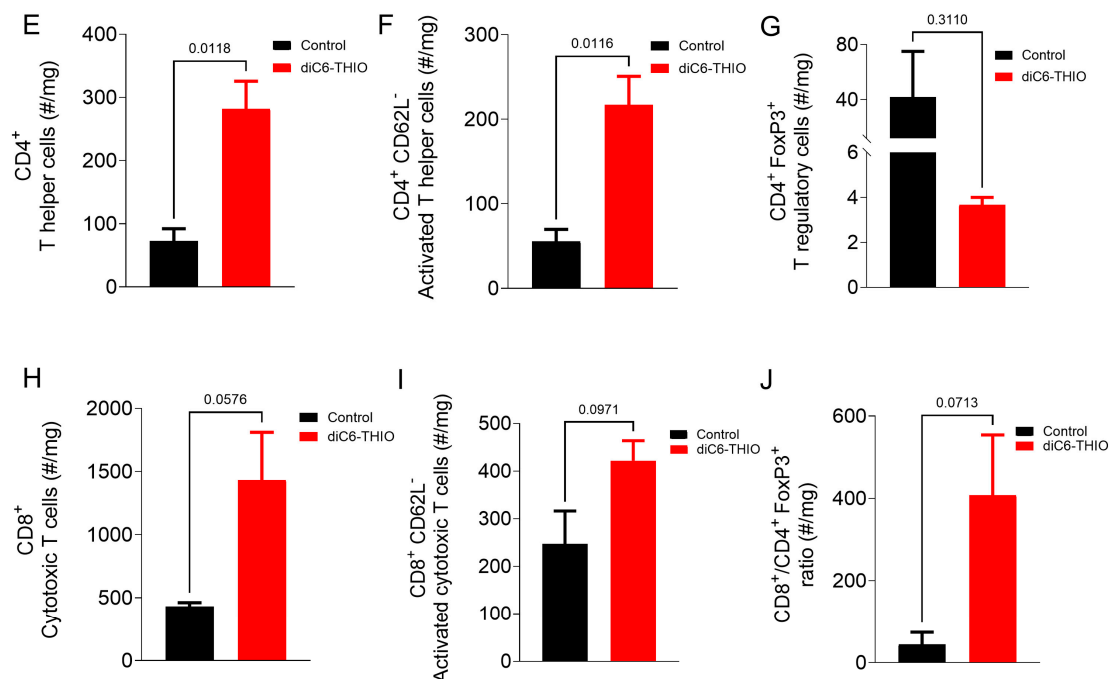 E
CD4⁺
T helper cells (#/mg)
400
300
200
100
0
0.0118
Control
diC6-THIO
F
CD4⁺ CD62L⁻
Activated T helper cells (#/mg)
300
200
100
0
0.0116
Control
diC6-THIO
G
CD4⁺ FoxP3⁺
T regulatory cells (#/mg)
80
40
6
4
2
0
0.3110
Control
diC6-THIO
H
CD8⁺
Cytotoxic T cells (#/mg)
2000
1500
1000
500
0
0.0576
Control
diC6-THIO
I
CD8⁺ CD62L⁻
Activated cytotoxic T cells (#/mg)
500
400
300
200
100
0
0.0971
Control
diC6-THIO
J
CD8⁺/CD4⁺ FoxP3⁺
ratio (#/mg)
600
400
200
0
0.0713
Control
diC6-THIO